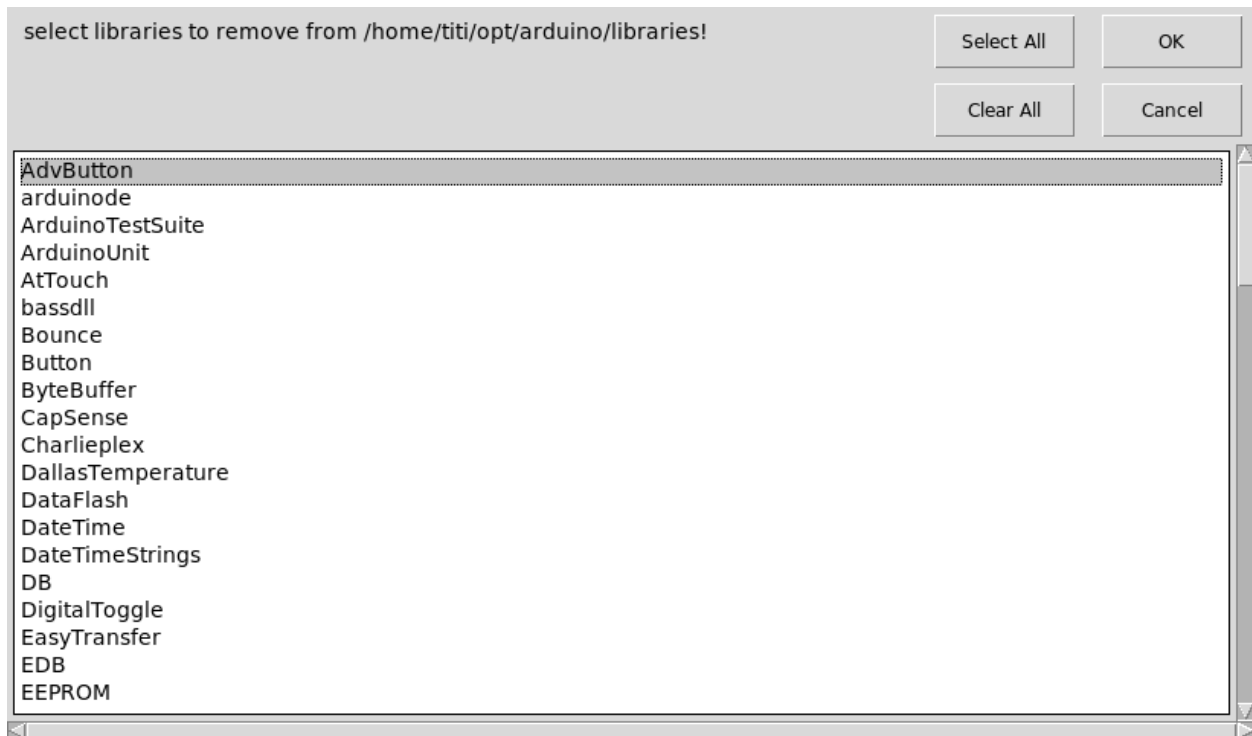 select libraries to remove from /home/titi/opt/arduino/libraries!
Select All
OK
Clear All
Cancel
AdvButton
arduinode
ArduinoTestSuite
ArduinoUnit
AtTouch
bassdll
Bounce
Button
ByteBuffer
CapSense
Charlieplex
DallasTemperature
DataFlash
DateTime
DateTimeStrings
DB
DigitalToggle
EasyTransfer
EDB
EEPROM